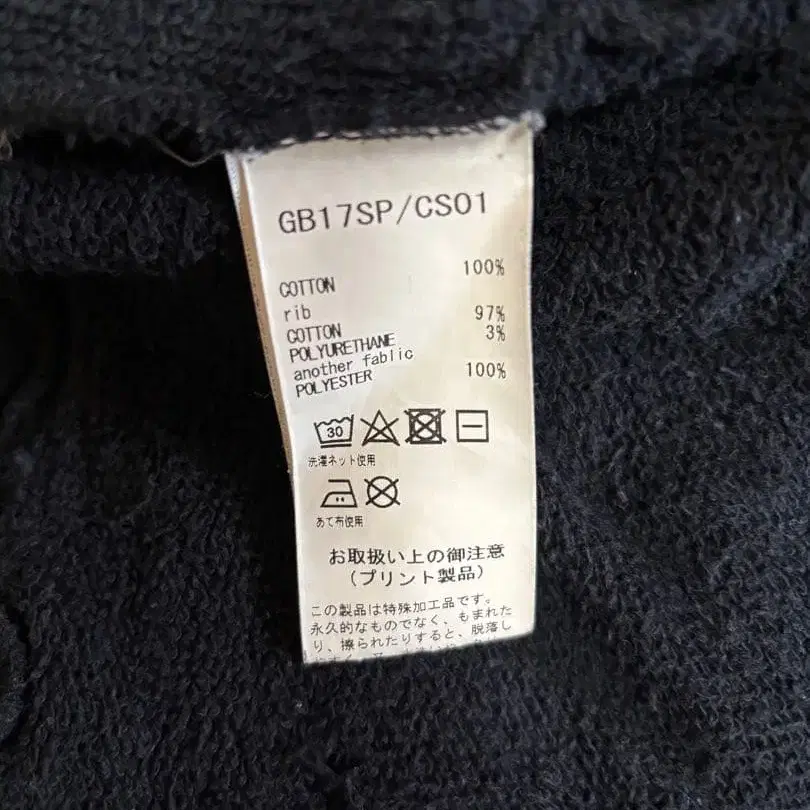 GB17SP/CS01
COTTON 100%
rib
COTTON 97%
POLYURETHANE 3%
another fablic
POLYESTER 100%
30
洗濯ネット使用
あて布使用
お取扱い上の御注意
(プリント製品)
この製品は特殊加工品です。
永久的なものでなく、もまれた
り、擦られたりすると、脱落し